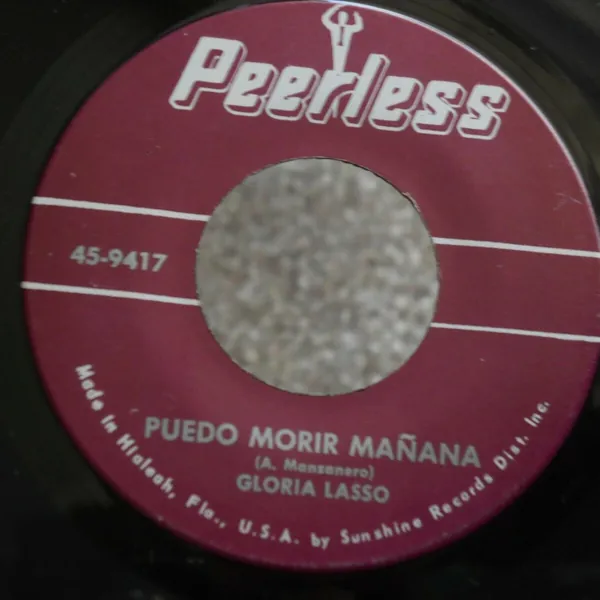 Peerless
45-9417
PUEDO MORIR MAÑANA
(A. Manzanero)
GLORIA LASSO
Made in Hialeah, Fla., U.S.A. by Sunshine Records Dist. Inc.